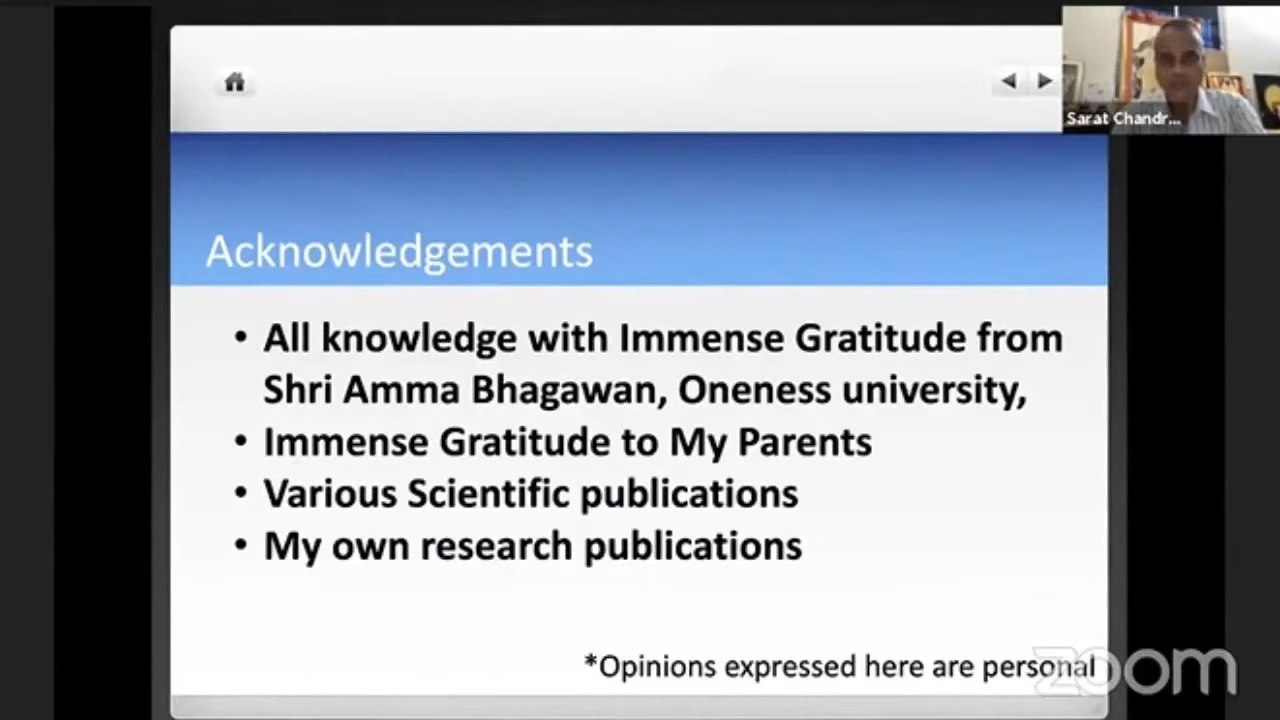 Sarat Chandr...
Acknowledgements
• All knowledge with Immense Gratitude from
Shri Amma Bhagawan, Oneness university,
• Immense Gratitude to My Parents
• Various Scientific publications
• My own research publications
*Opinions expressed here are personal
zoom